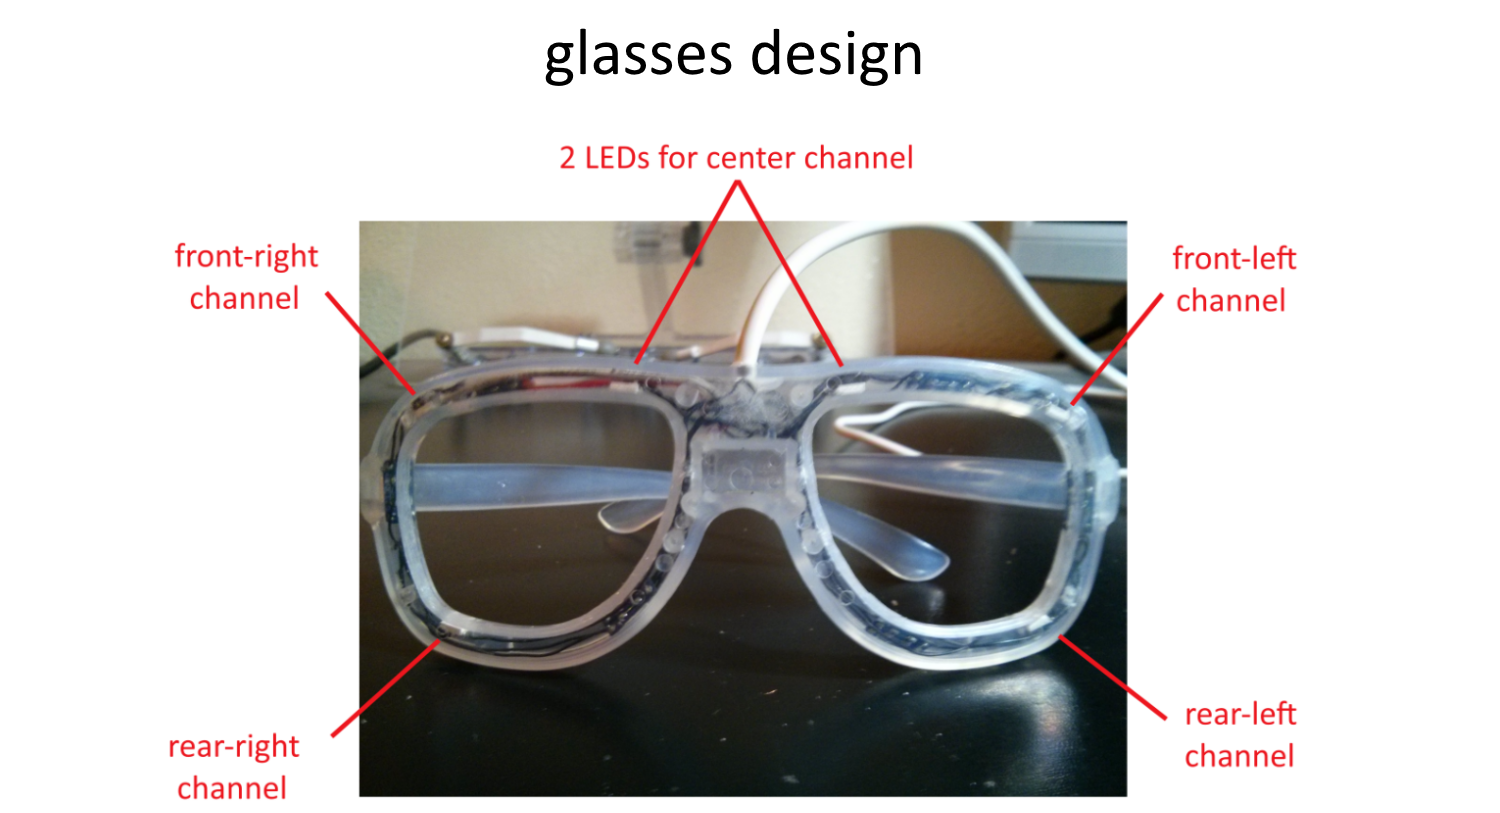 glasses design
2 LEDs for center channel
front-right
channel
front-left
channel
rear-right
channel
rear-left
channel